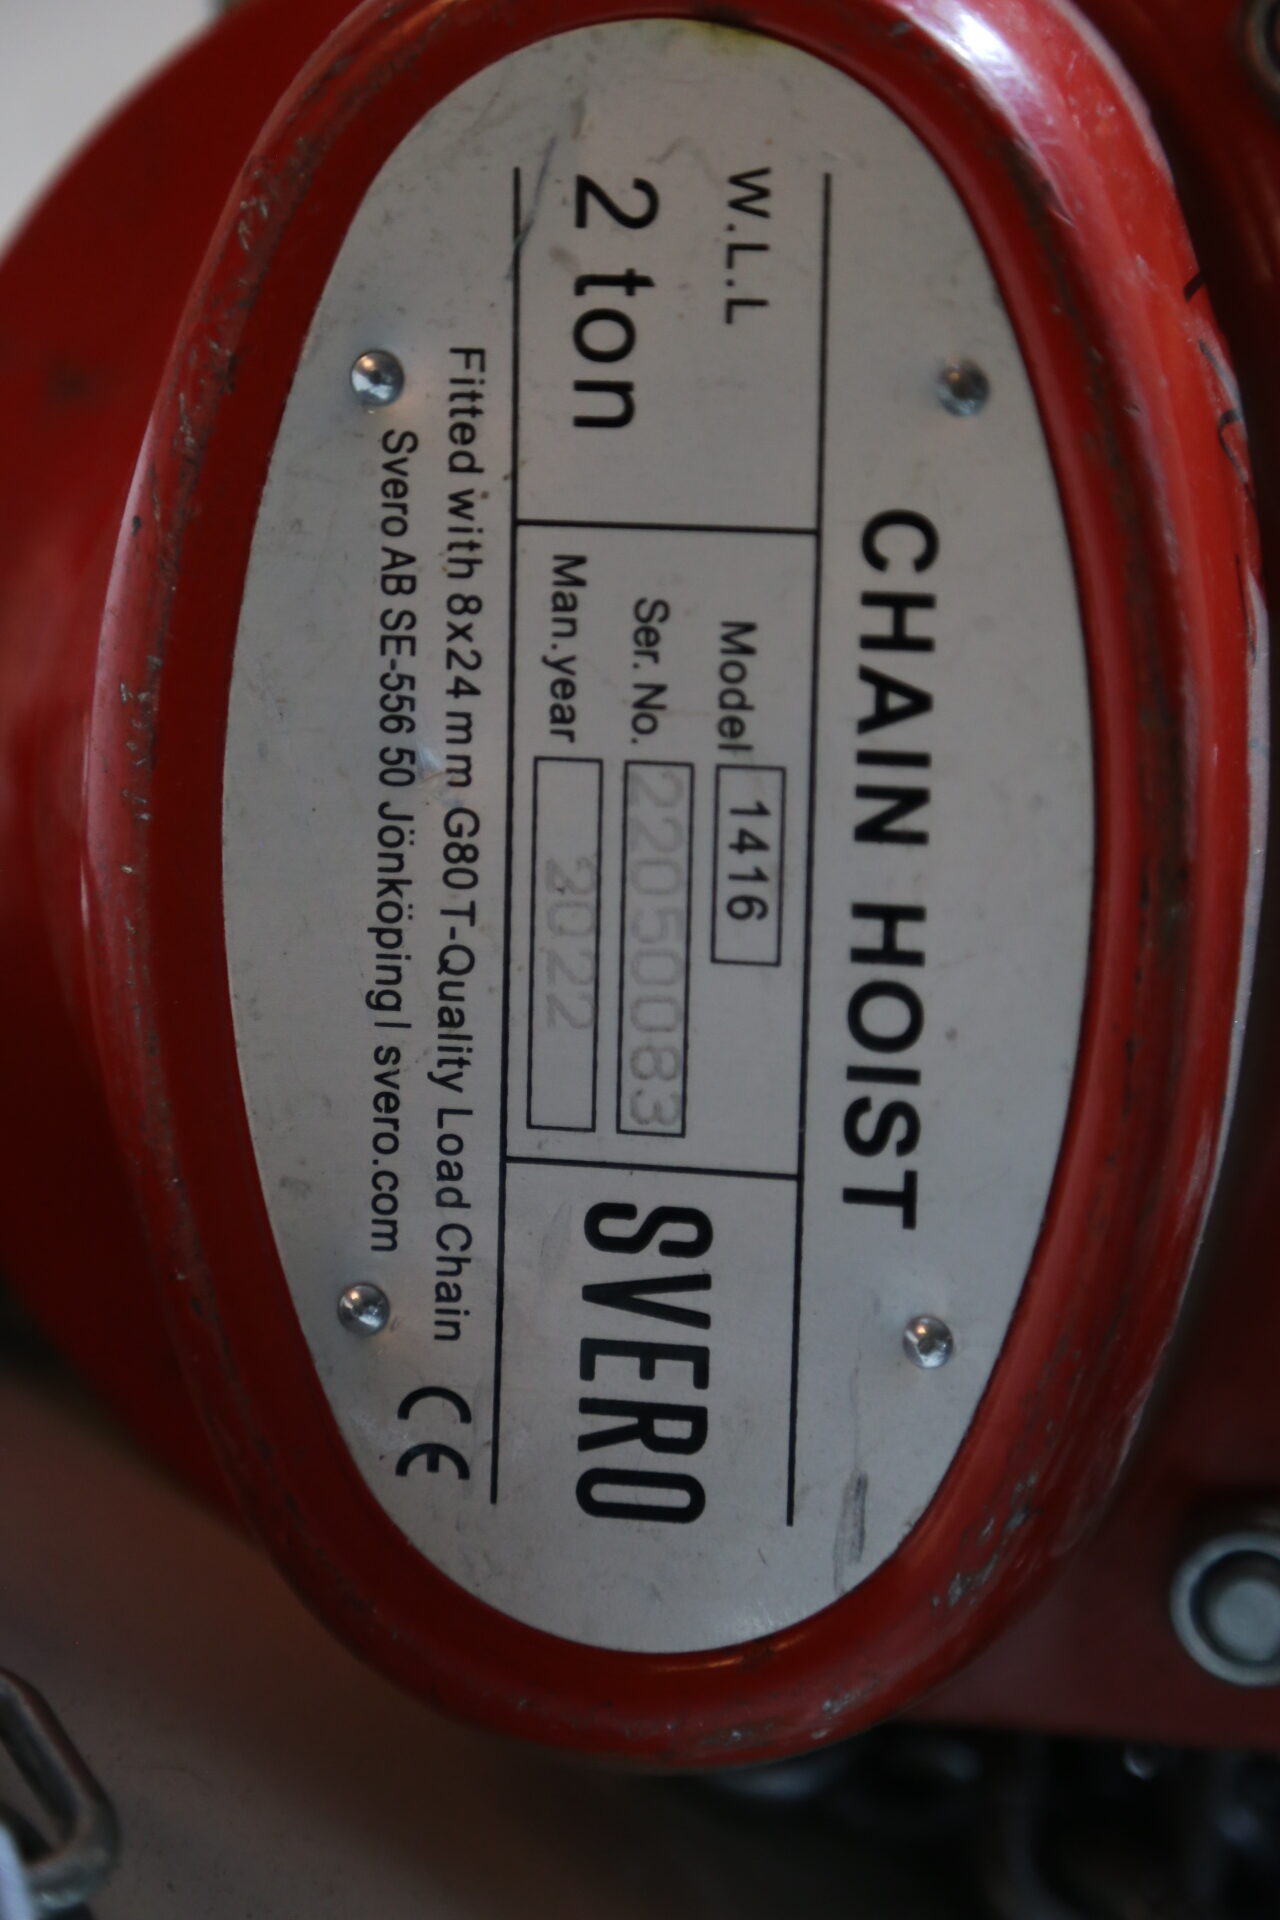 CHAIN HOIST
W.L.L
2 ton
Model 1416
Ser. No. 22050083
Man.year 2022
SVERO
Fitted with 8x24 mm G80 T-Quality Load Chain
Svero AB SE-556 50 Jönköping | svero.com
CE